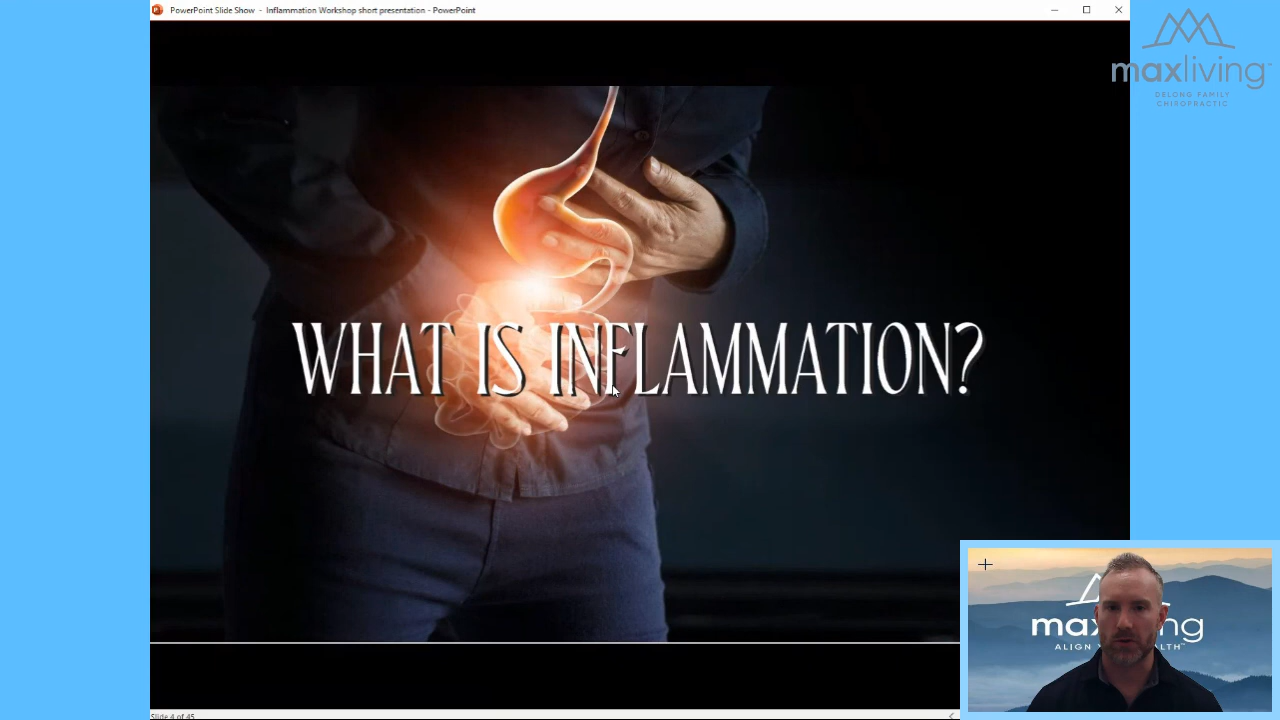 PowerPoint Slide Show - Inflammation Workshop short presentation - PowerPoint
maxliving
DELONG FAMILY
CHIROPRACTIC
WHAT IS INFLAMMATION?
ALIGN
Slide 4 of 45